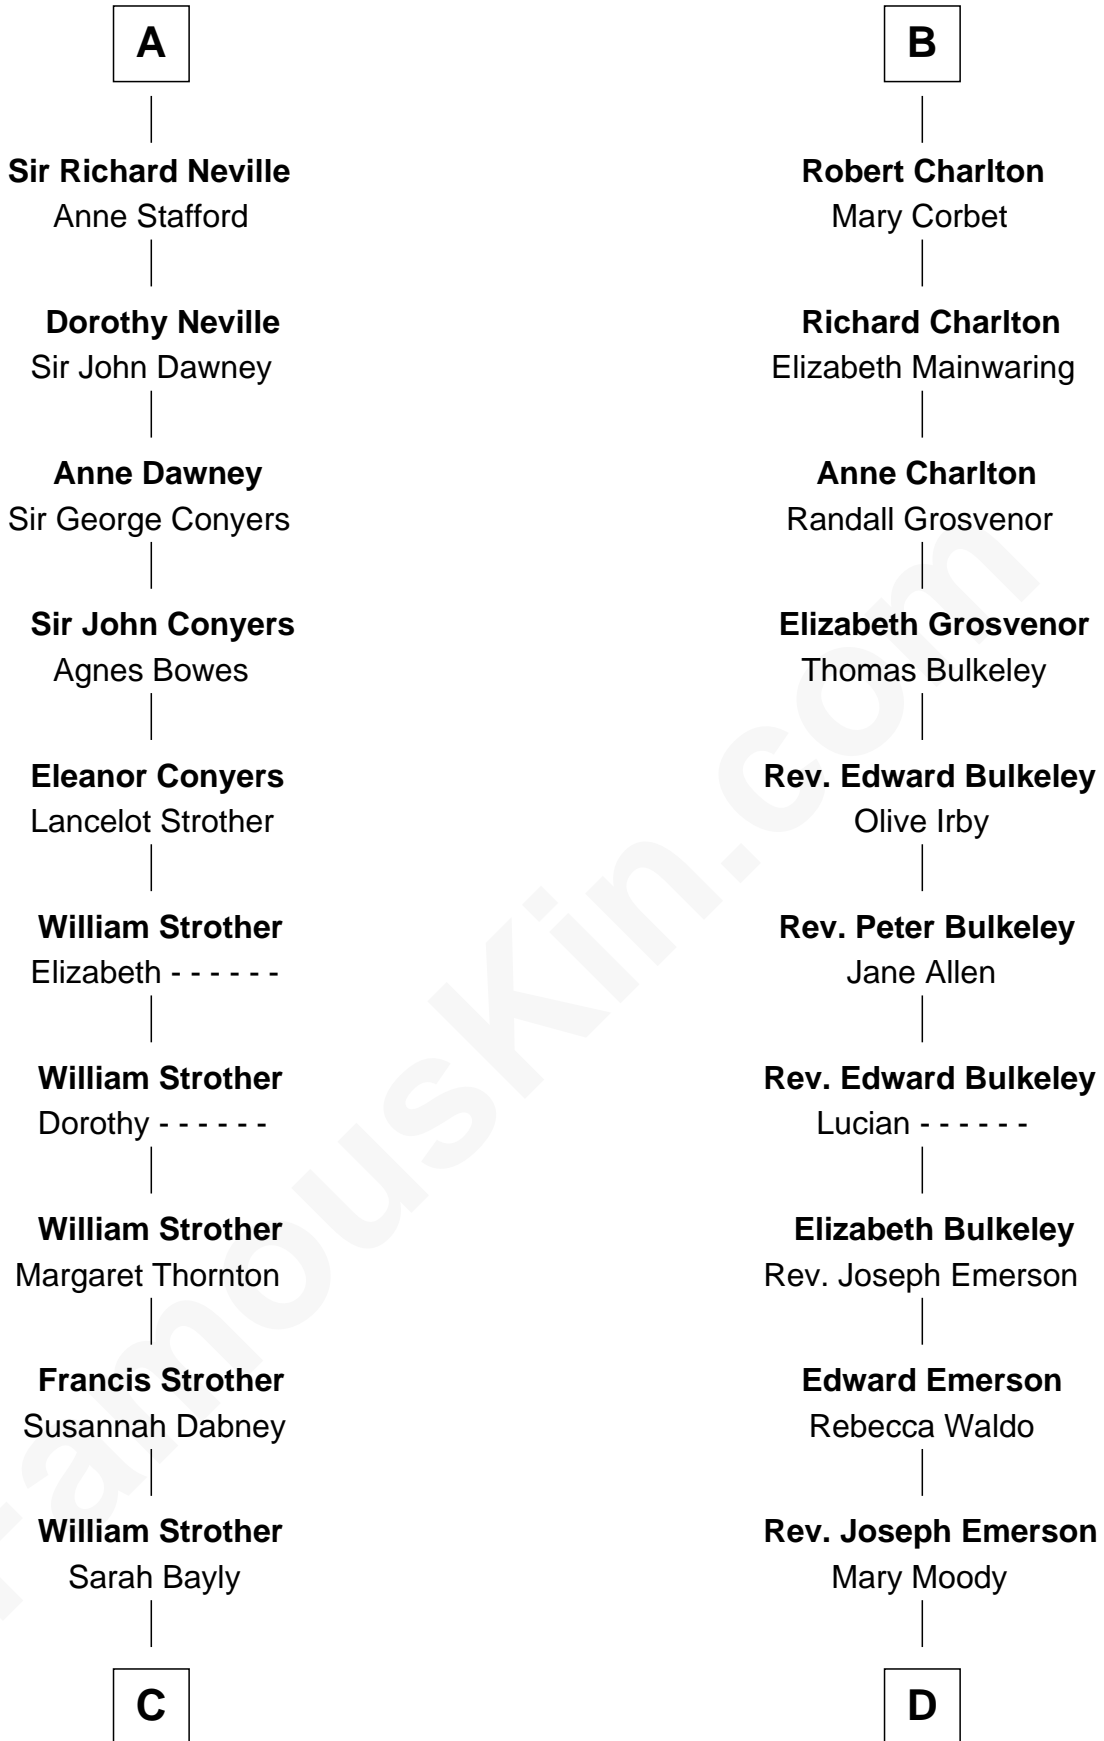 A
Sir Richard Neville
Anne Stafford
Dorothy Neville
Sir John Dawney
Anne Dawney
Sir George Conyers
Sir John Conyers
Agnes Bowes
Eleanor Conyers
Lancelot Strother
William Strother
Elizabeth - - - - - -
William Strother
Dorothy - - - - - -
William Strother
Margaret Thornton
Francis Strother
Susannah Dabney
William Strother
Sarah Bayly
C
B
Robert Charlton
Mary Corbet
Richard Charlton
Elizabeth Mainwaring
Anne Charlton
Randall Grosvenor
Elizabeth Grosvenor
Thomas Bulkeley
Rev. Edward Bulkeley
Olive Irby
Rev. Peter Bulkeley
Jane Allen
Rev. Edward Bulkeley
Lucian - - - - - -
Elizabeth Bulkeley
Rev. Joseph Emerson
Edward Emerson
Rebecca Waldo
Rev. Joseph Emerson
Mary Moody
D
FamousKin.com